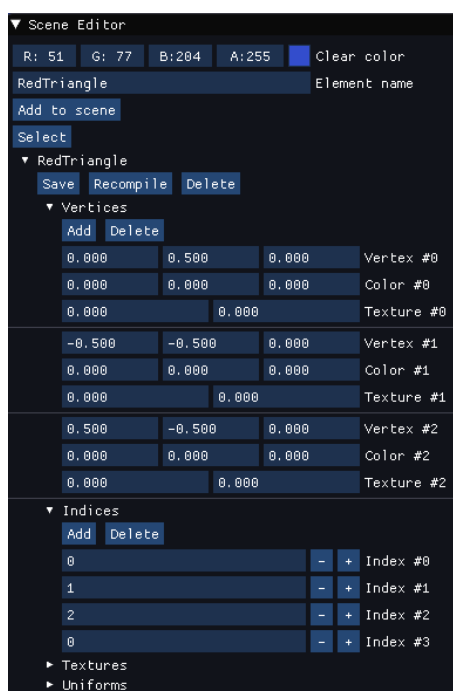 ▼ Scene Editor
R: 51 G: 77 B:204 A:255 Clear color
RedTriangle Element name
Add to scene
Select
▼ RedTriangle
Save Recompile Delete
▼ Vertices
Add Delete
0.000 0.500 0.000 Vertex #0
0.000 0.000 0.000 Color #0
0.000 0.000 Texture #0
-0.500 -0.500 0.000 Vertex #1
0.000 0.000 0.000 Color #1
0.000 0.000 Texture #1
0.500 -0.500 0.000 Vertex #2
0.000 0.000 0.000 Color #2
0.000 0.000 Texture #2
▼ Indices
Add Delete
0 - + Index #0
1 - + Index #1
2 - + Index #2
0 - + Index #3
► Textures
► Uniforms